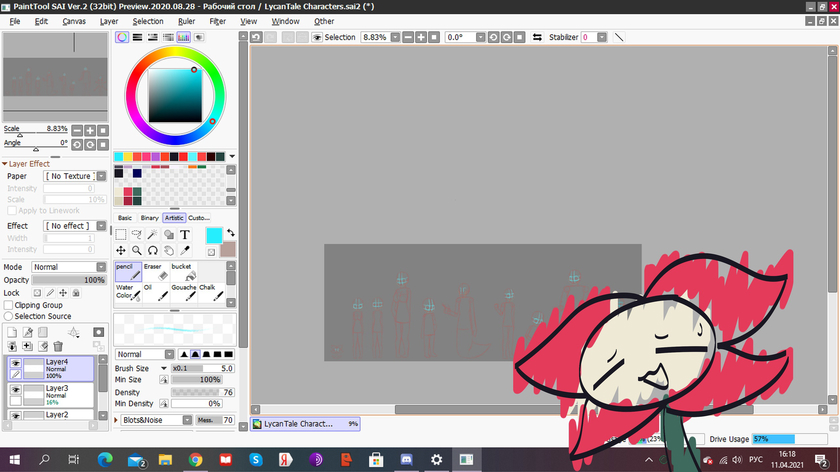 PaintTool SAI Ver.2 (32bit) Preview.2020.08.28 - Рабочий стол / LycanTale Characters.sai2 (*)
File Edit Canvas Layer Selection Ruler Filter View Window Other
Selection 8.83% 0.0° Stabilizer 0
Scale 8.83%
Angle 0°
Layer Effect
Paper [ No Texture ]
Intensity 0
Scale 10%
Apply to Linework
Effect [ No effect ]
Width 1
Intensity 0
Mode Normal
Opacity 100%
Lock
Clipping Group
Selection Source
Layer4
Normal
100%
Layer3
Normal
16%
Layer2
Basic Binary Artistic Custo...
T
pencil Eraser bucket
Water Color Oil Gouache Chalk
Normal
Brush Size x0.1 5.0
Min Size 100%
Density 76
Min Density 0%
Blots&Noise Mess. 70
LycanTale Charact... 9%
(23%) Drive Usage 57%
2
РУС
16:18
11.04.2021